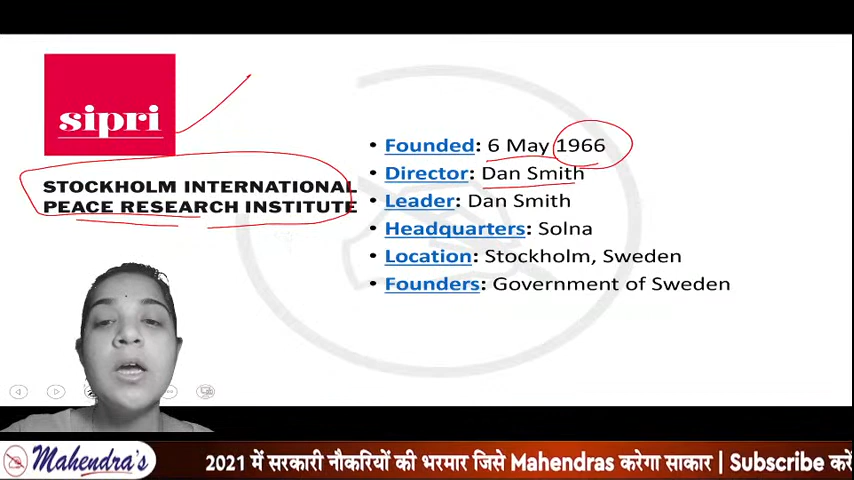 sipri
STOCKHOLM INTERNATIONAL
PEACE RESEARCH INSTITUTE
• Founded: 6 May 1966
• Director: Dan Smith
• Leader: Dan Smith
• Headquarters: Solna
• Location: Stockholm, Sweden
• Founders: Government of Sweden
Mahendra's
2021 में सरकारी नौकरियों की भरमार जिसे Mahendras करेगा साकार | Subscribe करें